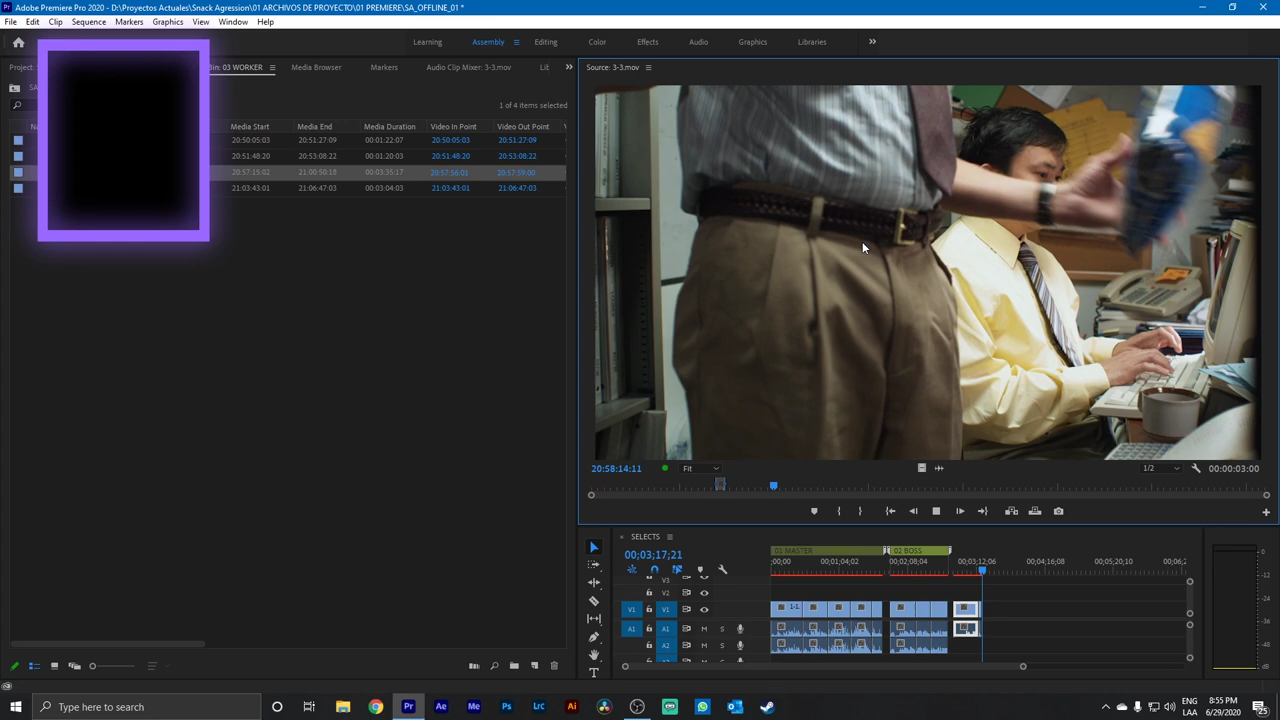 Adobe Premiere Pro 2020 - D:\Proyectos Actuales\Snack Agression\01 ARCHIVOS DE PROYECTO\01 PREMIERE\SA_OFFLINE_01 *
File Edit Clip Sequence Markers Graphics View Window Help
Learning Assembly Editing Color Effects Audio Graphics Libraries
Project: Bin: 03 WORKER Media Browser Markers Audio Clip Mixer: 3-3.mov Source: 3-3.mov
1 of 4 items selected
Media Start Media End Media Duration Video In Point Video Out Point
20:50:05:03 20:51:27:09 00:01:22:07 20:50:05:03 20:51:27:09
20:51:48:20 20:53:08:22 00:01:20:03 20:51:48:20 20:53:08:22
20:57:15:02 21:00:50:18 00:03:35:17 20:57:56:01 20:57:59:00
21:03:43:01 21:06:47:03 00:03:04:03 21:03:43:01 21:06:47:03
20:58:14:11 Fit 1/2 00:00:03:00
SELECTS
00;03;17;21
01 MASTER 02 BOSS
;00;00 00;01;04;02 00;02;08;04 00;03;12;06 00;04;16;08 00;05;20;10
V3
V2
V1 V1 1-1
A1 A1 M S
A2 M S
0
-12
-24
-36
-48
dB
Type here to search
ENG
LAA
8:55 PM
6/29/2020